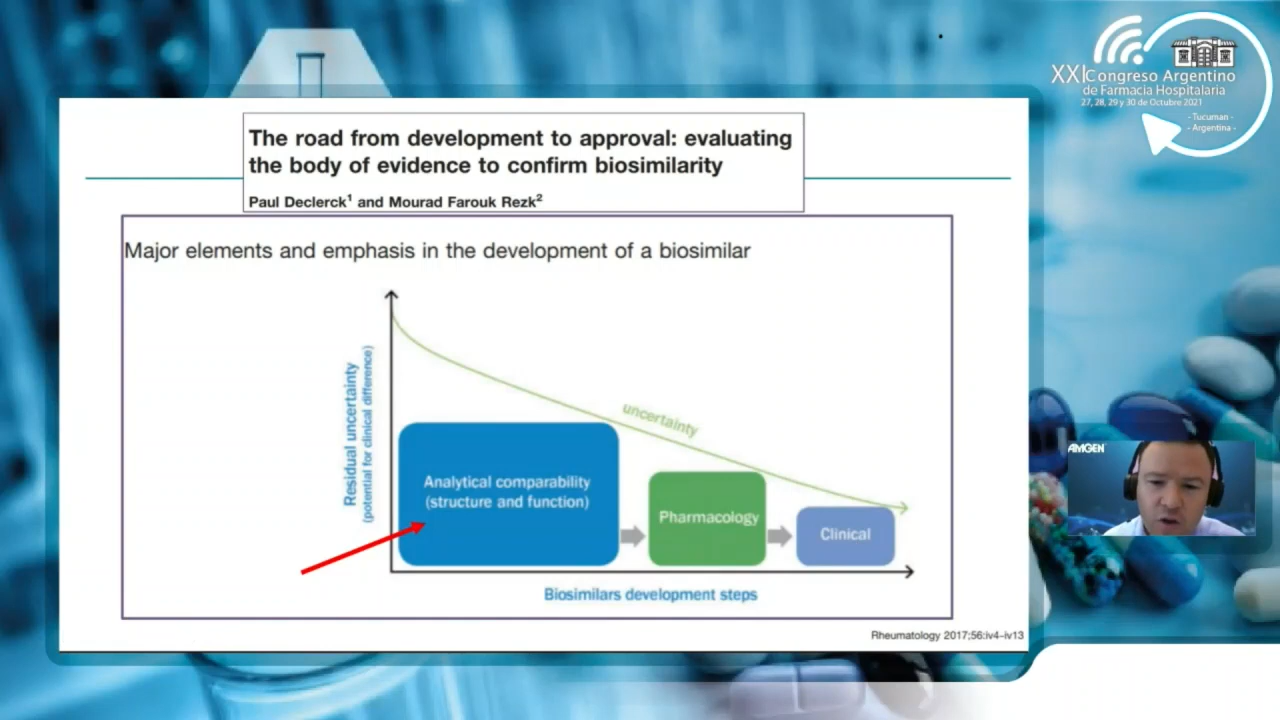 XXI Congreso Argentino
de Farmacia Hospitalaria
27, 28, 29 y 30 de Octubre 2021
- Tucuman -
- Argentina -
The road from development to approval: evaluating
the body of evidence to confirm biosimilarity
Paul Declerck1 and Mourad Farouk Rezk2
Major elements and emphasis in the development of a biosimilar
Residual uncertainty
(potential for clinical difference)
uncertainty
Analytical comparability
(structure and function)
Pharmacology
Clinical
Biosimilars development steps
Rheumatology 2017;56:iv4–iv13
AMGEN